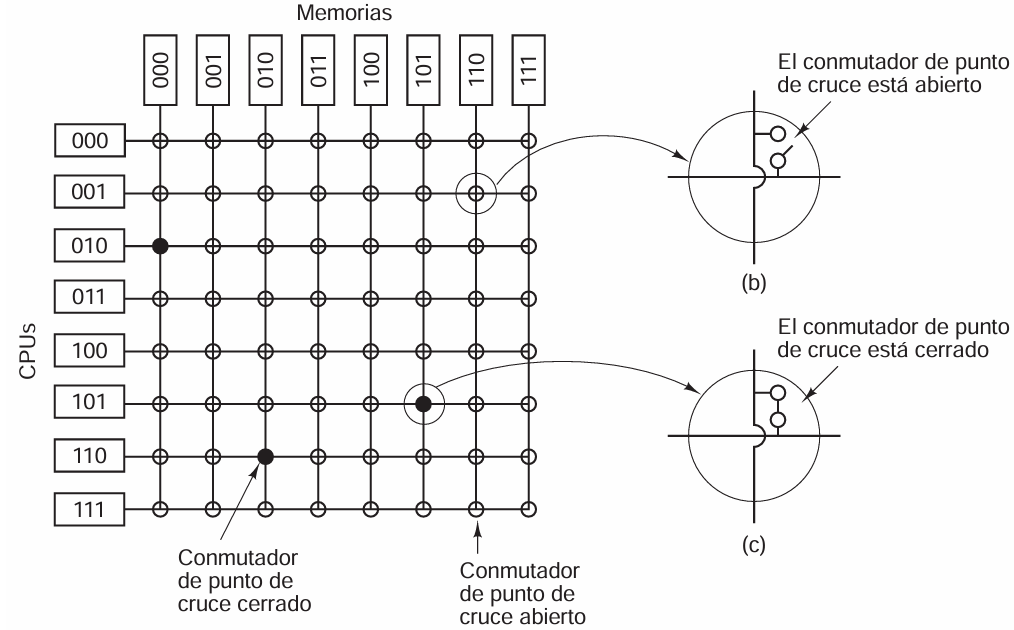 Memorias
000
001
010
011
100
101
110
111
El conmutador de punto
de cruce está abierto
000
001
010
011
100
101
110
111
CPUs
(b)
El conmutador de punto
de cruce está cerrado
(c)
Conmutador
de punto de
cruce cerrado
Conmutador
de punto de
cruce abierto